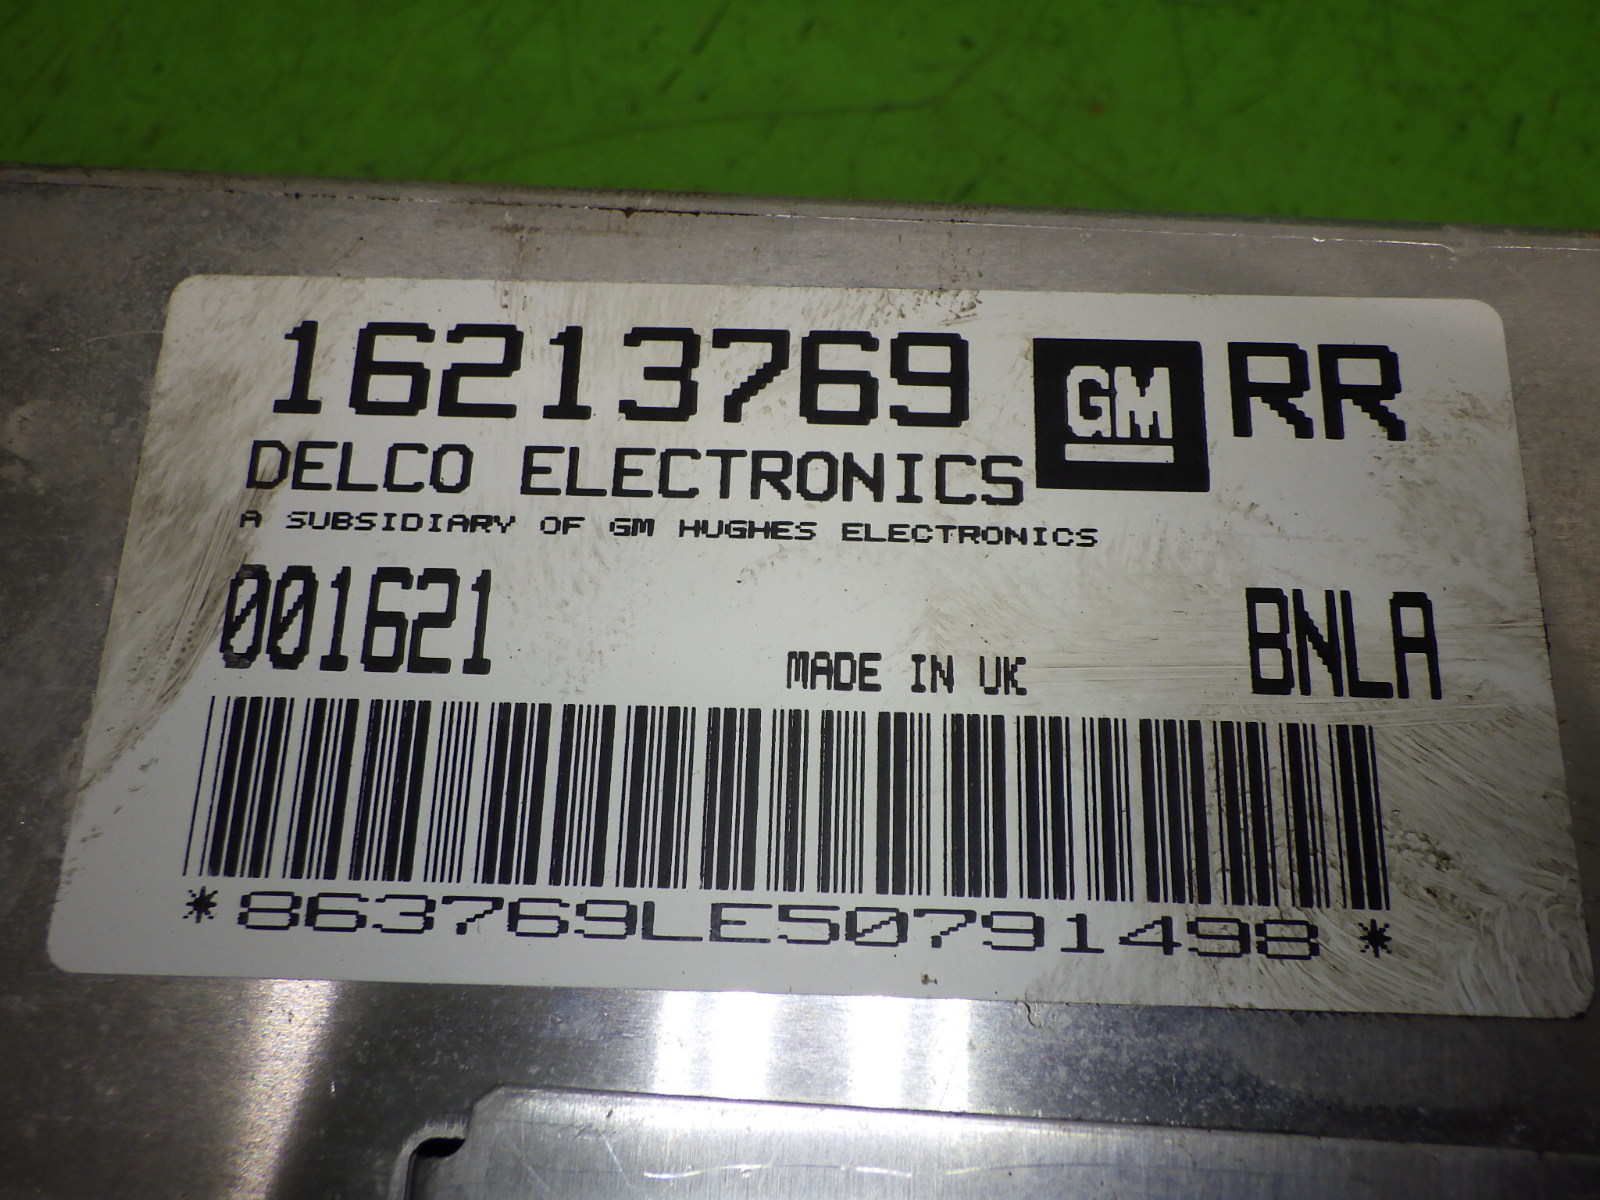 16213769 GM RR
DELCO ELECTRONICS
A SUBSIDIARY OF GM HUGHES ELECTRONICS
001621 MADE IN UK BNLA
*863769LE50791498*